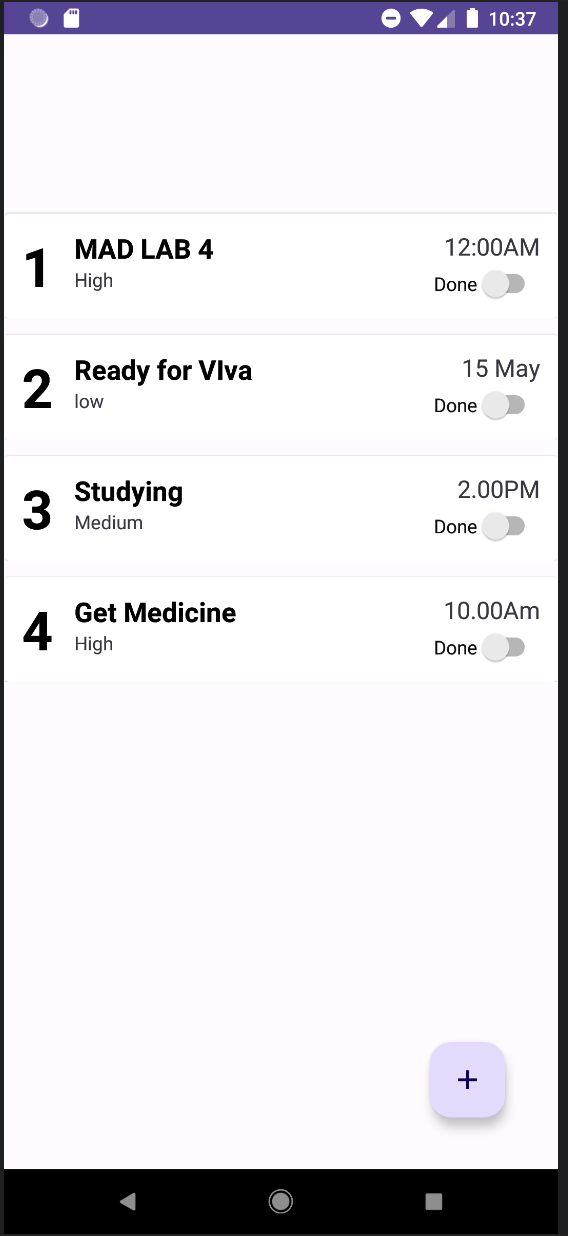 10:37
1
MAD LAB 4
12:00AM
High
Done
2
Ready for VIva
15 May
low
Done
3
Studying
2.00PM
Medium
Done
4
Get Medicine
10.00Am
High
Done
+